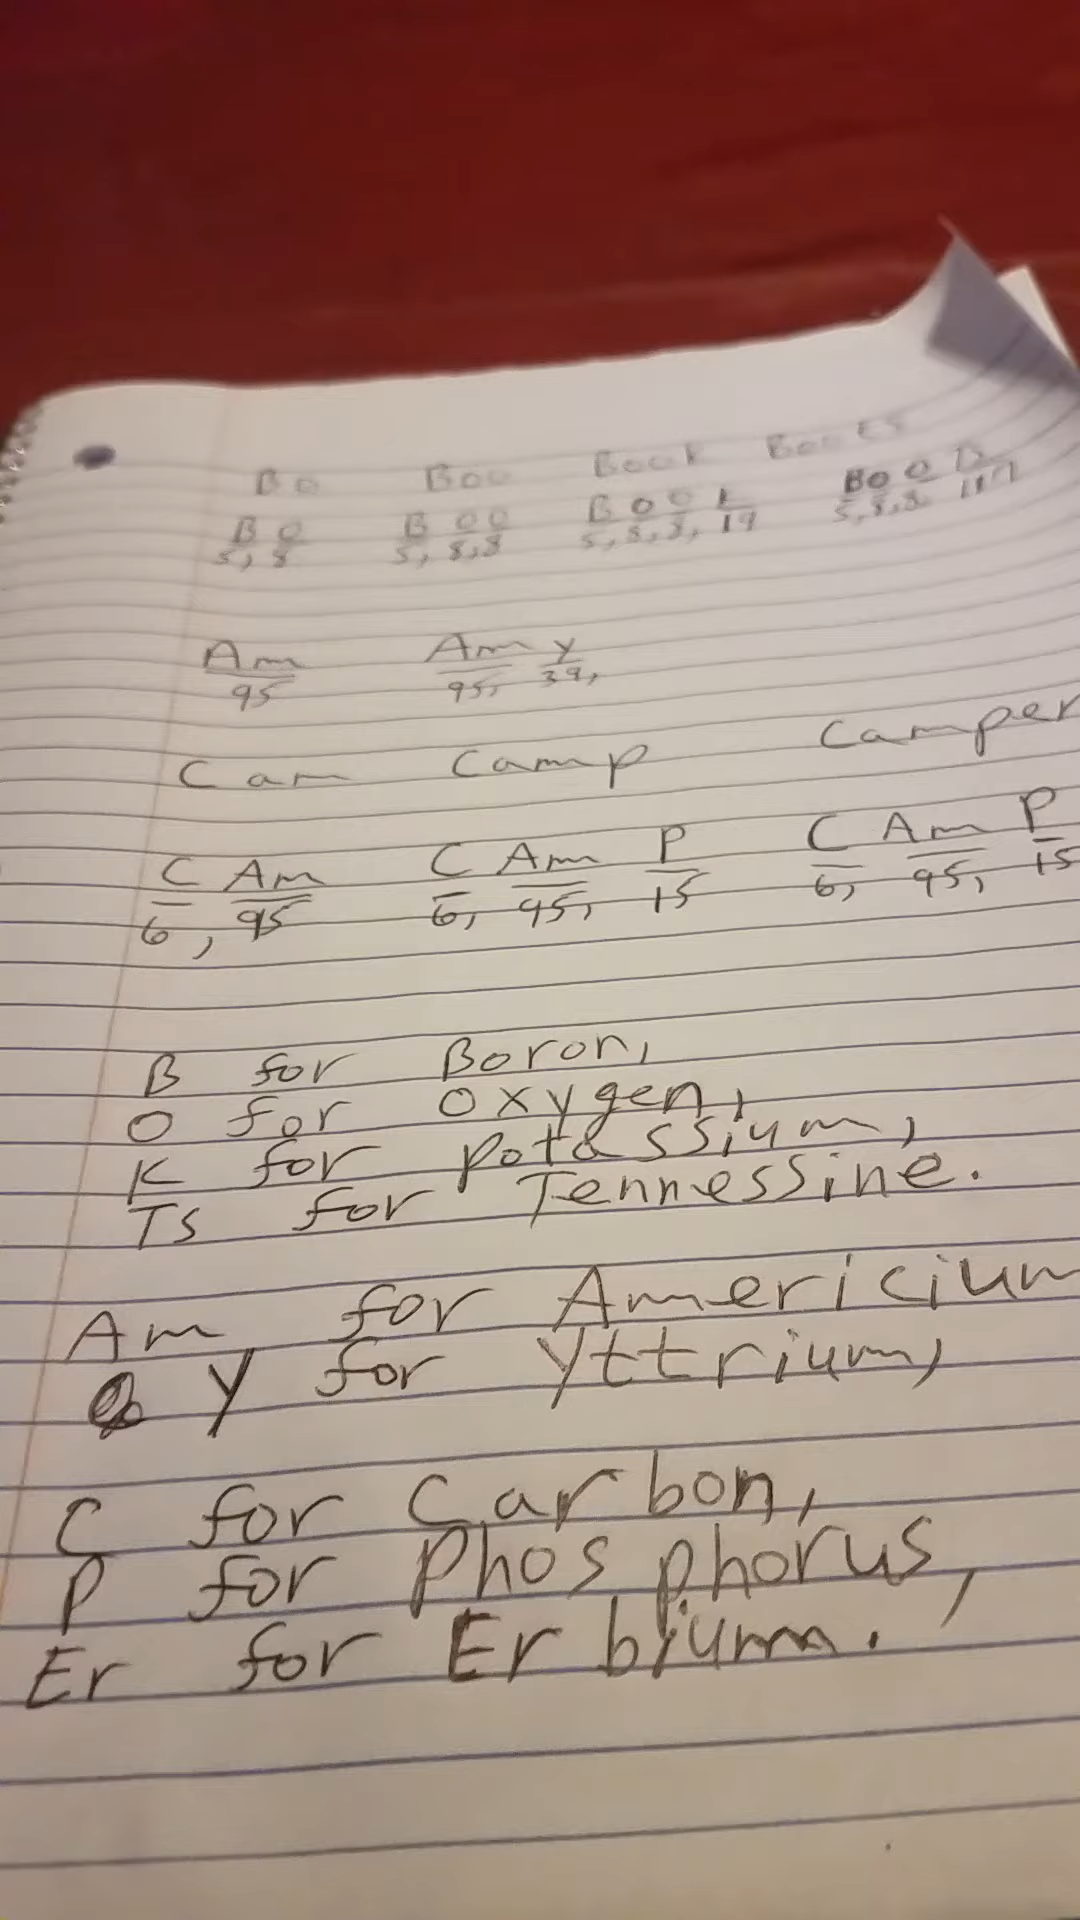 Bo Boo Book Boots
B O B O O B O O K B O O Ts
5, 8 5, 8, 8 5, 8, 8, 19 5, 8, 8, 117
Am Am Y
95 95, 39,
Cam Camp Camper
C Am C Am P C Am P
6, 95 6, 95, 15 6, 95, 15
B for Boron,
O for Oxygen,
K for Potassium,
Ts for Tennessine.
Am for Americium
Y for Yttrium,
C for Carbon,
P for Phosphorus,
Er for Erbium.